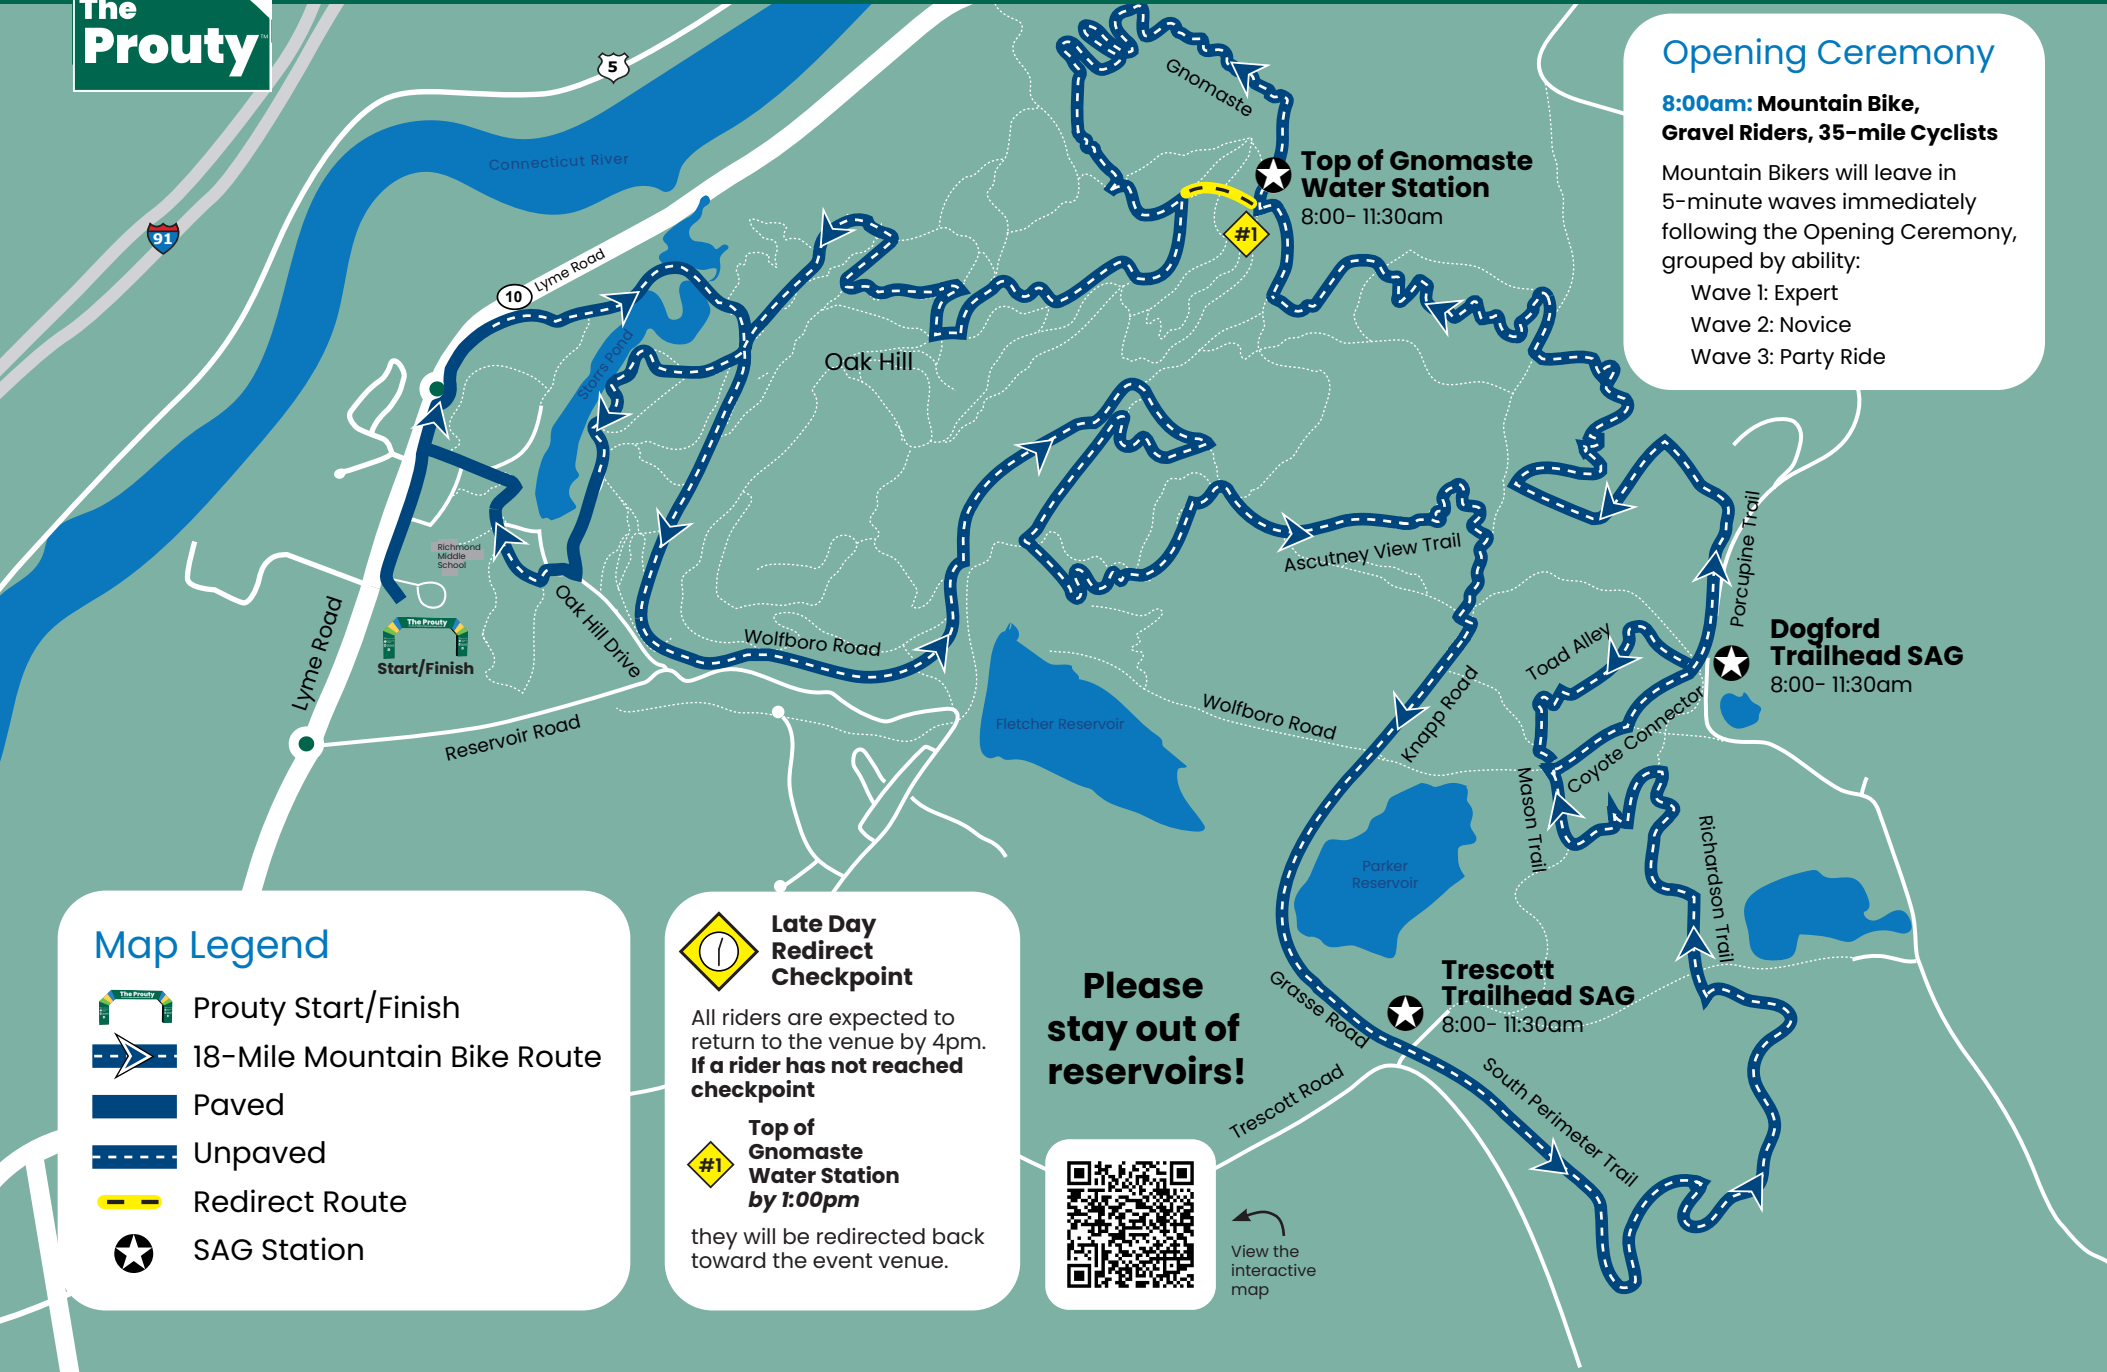 The
Prouty™
5
91
Connecticut River
10
Lyme Road
Storrs Pond
Gnomaste
Top of Gnomaste
Water Station
8:00- 11:30am
#1
Oak Hill
Opening Ceremony
8:00am: Mountain Bike,
Gravel Riders, 35-mile Cyclists
Mountain Bikers will leave in
5-minute waves immediately
following the Opening Ceremony,
grouped by ability:
Wave 1: Expert
Wave 2: Novice
Wave 3: Party Ride
Richmond
Middle
School
The Prouty
Start/Finish
Lyme Road
Oak Hill Drive
Reservoir Road
Wolfboro Road
Ascutney View Trail
Porcupine Trail
Dogford
Trailhead SAG
8:00- 11:30am
Toad Alley
Coyote Connector
Knapp Road
Wolfboro Road
Fletcher Reservoir
Mason Trail
Richardson Trail
Parker
Reservoir
Trescott
Trailhead SAG
8:00- 11:30am
Grasse Road
South Perimeter Trail
Trescott Road
Please
stay out of
reservoirs!
Map Legend
The Prouty
Prouty Start/Finish
18-Mile Mountain Bike Route
Paved
Unpaved
Redirect Route
SAG Station
Late Day
Redirect
Checkpoint
All riders are expected to
return to the venue by 4pm.
If a rider has not reached
checkpoint
#1
Top of
Gnomaste
Water Station
by 1:00pm
they will be redirected back
toward the event venue.
View the
interactive
map